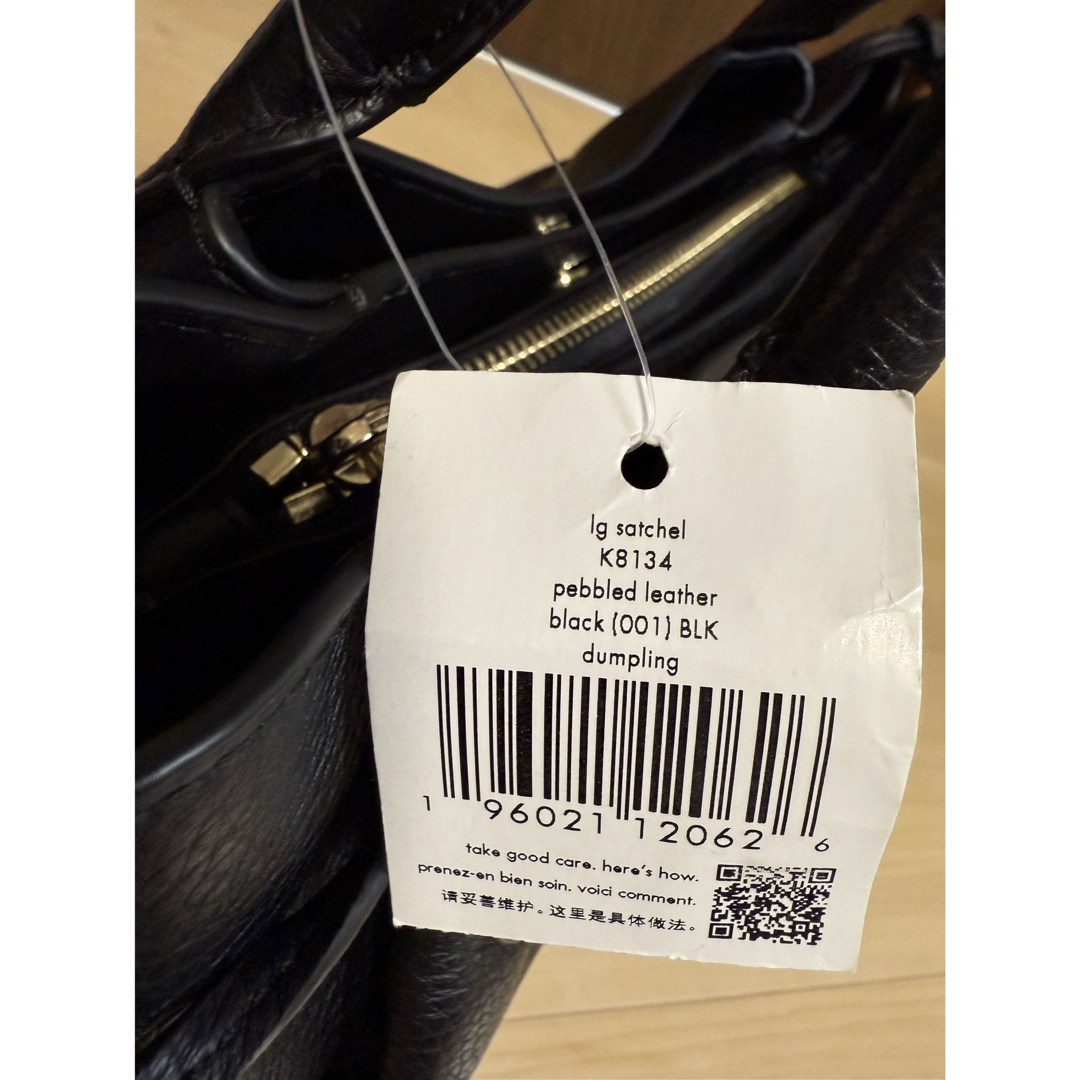 lg satchel
K8134
pebbled leather
black (001) BLK
dumpling
1 96021 12062 6
take good care. here's how.
prenez-en bien soin. voici comment.
请妥善维护。这里是具体做法。